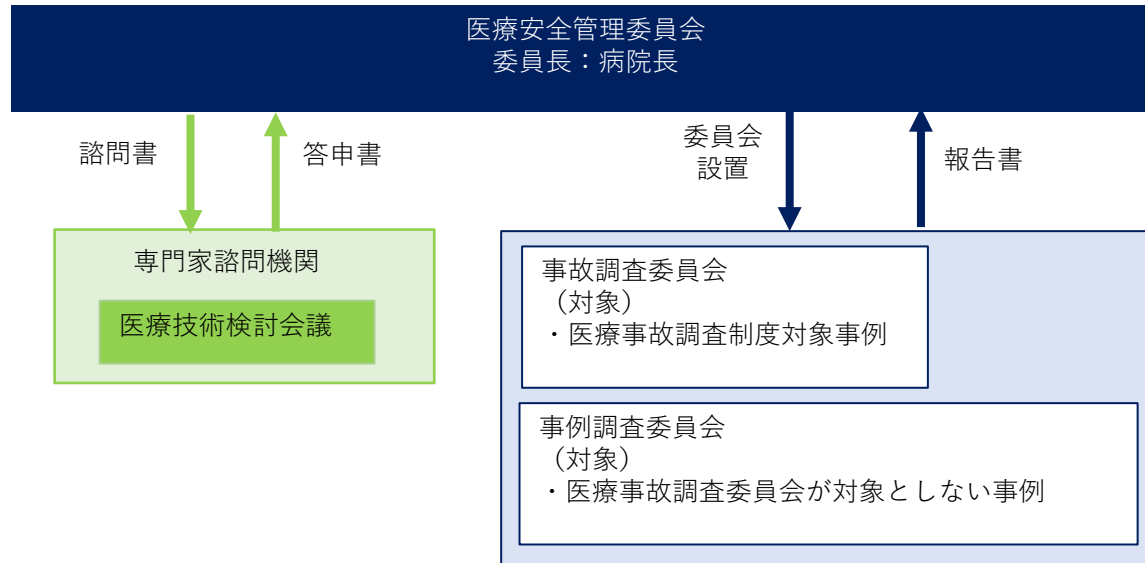 医療安全管理委員会
委員長：病院長
諮問書
答申書
委員会
設置
報告書
専門家諮問機関
医療技術検討会議
事故調査委員会
（対象）
・医療事故調査制度対象事例
事例調査委員会
（対象）
・医療事故調査委員会が対象としない事例